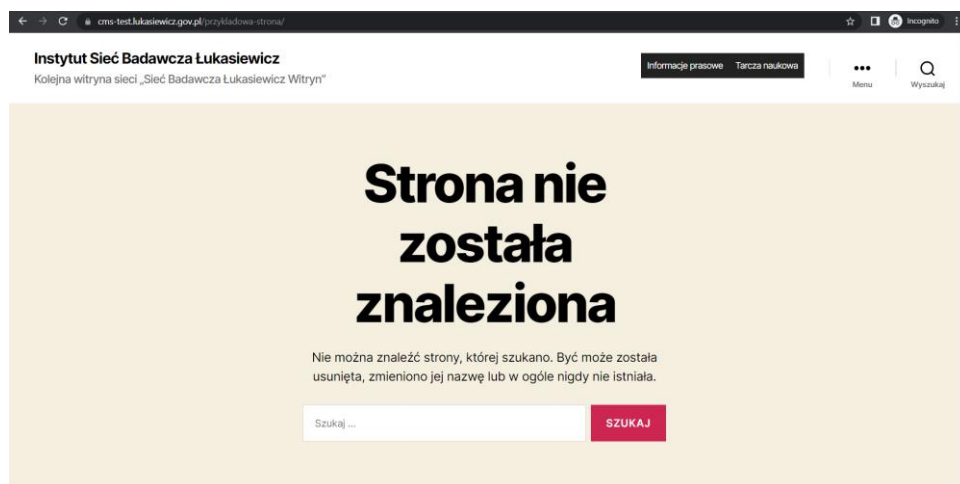 cms-test.lukasiewicz.gov.pl/przykladowa-strona/
Incognito
Instytut Sieć Badawcza Łukasiewicz
Kolejna witryna sieci „Sieć Badawcza Łukasiewicz Witryn”
Informacje prasowe Tarcza naukowa
Menu
Wyszukaj
Strona nie
została
znaleziona
Nie można znaleźć strony, której szukano. Być może została
usunięta, zmieniono jej nazwę lub w ogóle nigdy nie istniała.
Szukaj ...
SZUKAJ